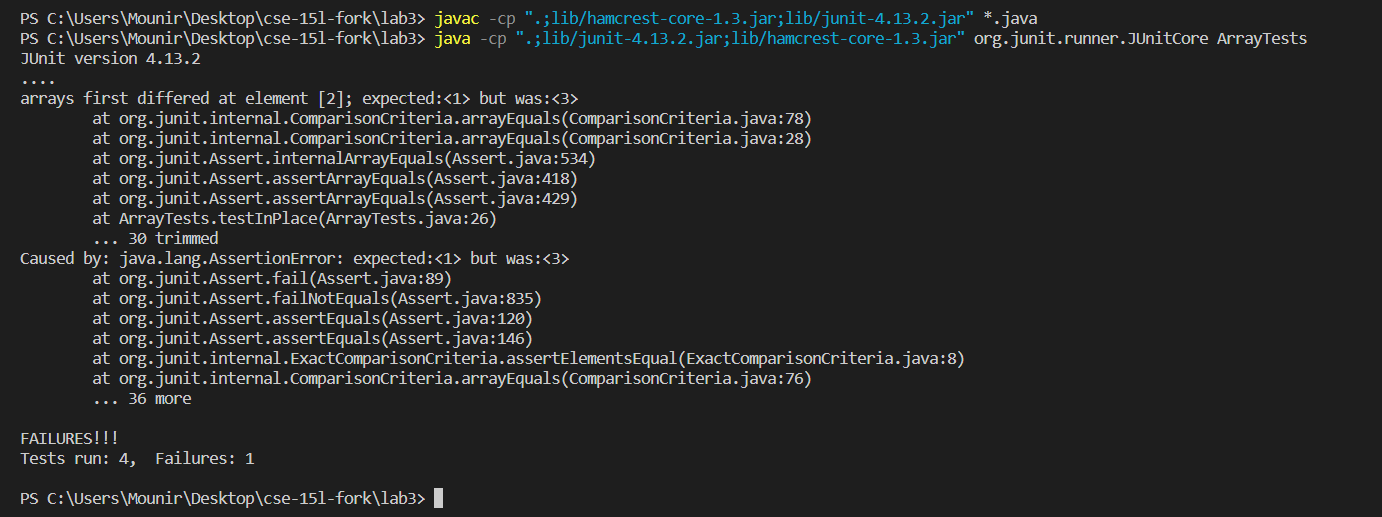 PS C:\Users\Mounir\Desktop\cse-15l-fork\lab3> javac -cp ".;lib/hamcrest-core-1.3.jar;lib/junit-4.13.2.jar" *.java
PS C:\Users\Mounir\Desktop\cse-15l-fork\lab3> java -cp ".;lib/junit-4.13.2.jar;lib/hamcrest-core-1.3.jar" org.junit.runner.JUnitCore ArrayTests
JUnit version 4.13.2
....
arrays first differed at element [2]; expected:<1> but was:<3>
        at org.junit.internal.ComparisonCriteria.arrayEquals(ComparisonCriteria.java:78)
        at org.junit.internal.ComparisonCriteria.arrayEquals(ComparisonCriteria.java:28)
        at org.junit.Assert.internalArrayEquals(Assert.java:534)
        at org.junit.Assert.assertArrayEquals(Assert.java:418)
        at org.junit.Assert.assertArrayEquals(Assert.java:429)
        at ArrayTests.testInPlace(ArrayTests.java:26)
        ... 30 trimmed
Caused by: java.lang.AssertionError: expected:<1> but was:<3>
        at org.junit.Assert.fail(Assert.java:89)
        at org.junit.Assert.failNotEquals(Assert.java:835)
        at org.junit.Assert.assertEquals(Assert.java:120)
        at org.junit.Assert.assertEquals(Assert.java:146)
        at org.junit.internal.ExactComparisonCriteria.assertElementsEqual(ExactComparisonCriteria.java:8)
        at org.junit.internal.ComparisonCriteria.arrayEquals(ComparisonCriteria.java:76)
        ... 36 more

FAILURES!!!
Tests run: 4,  Failures: 1

PS C:\Users\Mounir\Desktop\cse-15l-fork\lab3>